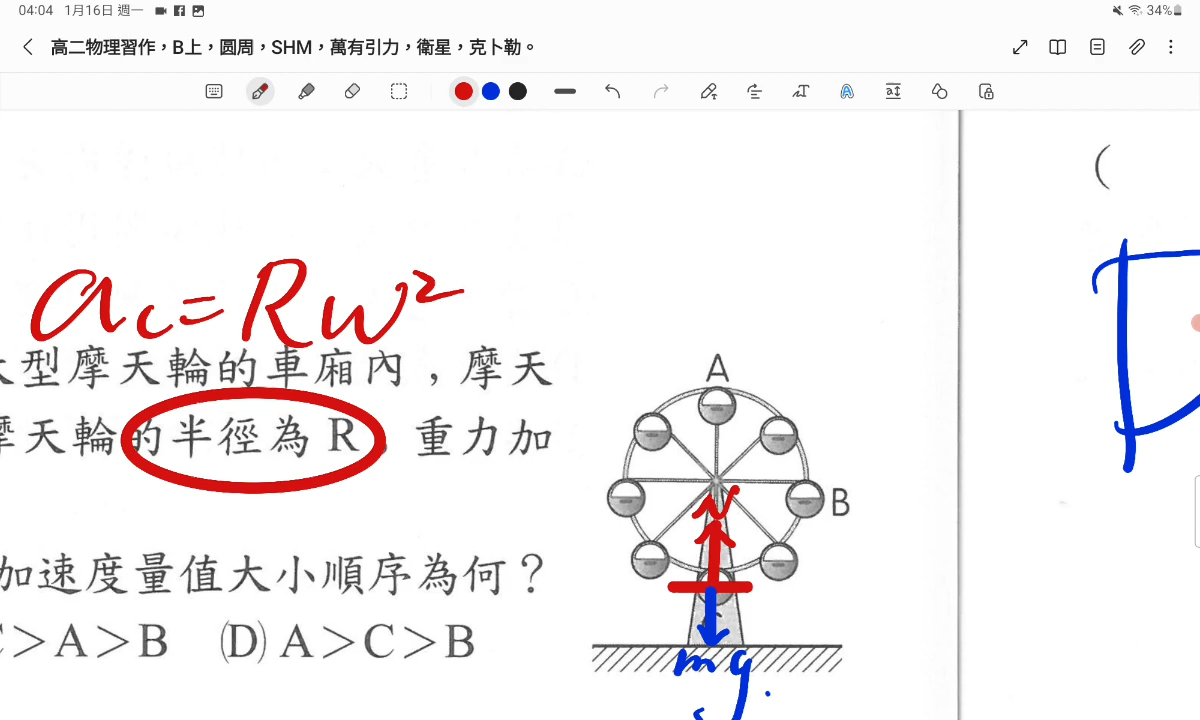 04:04 1月16日 週一 34%
高二物理習作，B上，圓周，SHM，萬有引力，衛星，克卜勒。
(
D
ac=Rw²
型摩天輪的車廂內，摩天
天輪的半徑為R 重力加
A
B
N
加速度量值大小順序為何？
>A>B (D)A>C>B
mg